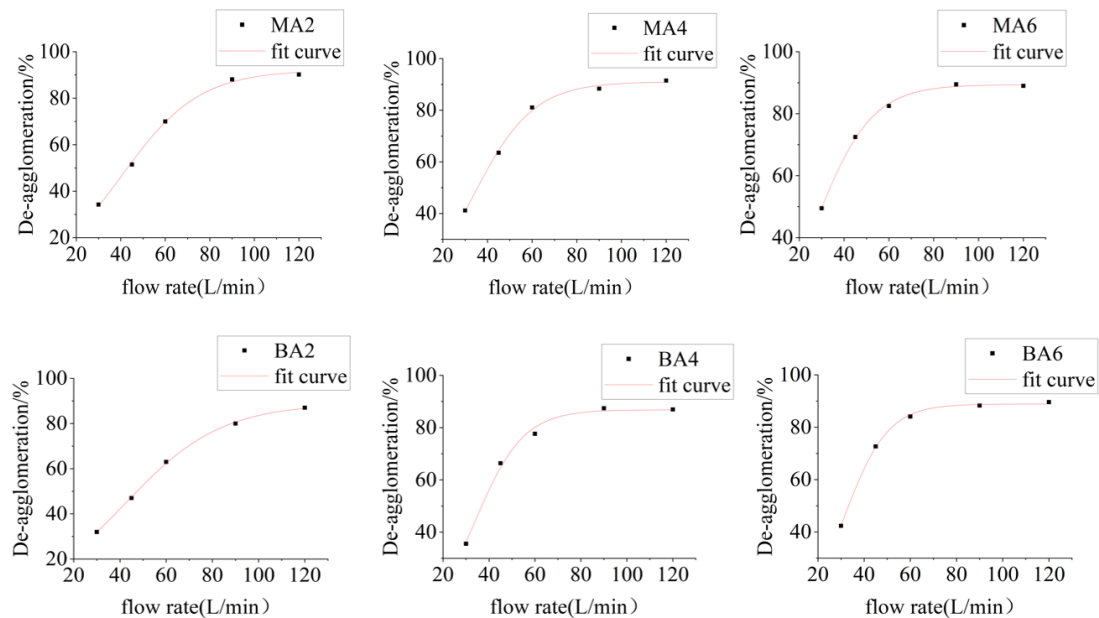 MA2
fit curve
De-agglomeration/%
100
80
60
40
20
20 40 60 80 100 120
flow rate(L/min）
MA4
fit curve
De-agglomeration/%
100
80
60
40
20 40 60 80 100 120
flow rate(L/min）
MA6
fit curve
De-agglomeration/%
100
80
60
40
20 40 60 80 100 120
flow rate(L/min）
BA2
fit curve
De-agglomeration/%
100
80
60
40
20
20 40 60 80 100 120
flow rate(L/min）
BA4
fit curve
De-agglomeration/%
100
80
60
40
20 40 60 80 100 120
flow rate(L/min）
BA6
fit curve
De-agglomeration/%
100
80
60
40
20 40 60 80 100 120
flow rate(L/min）